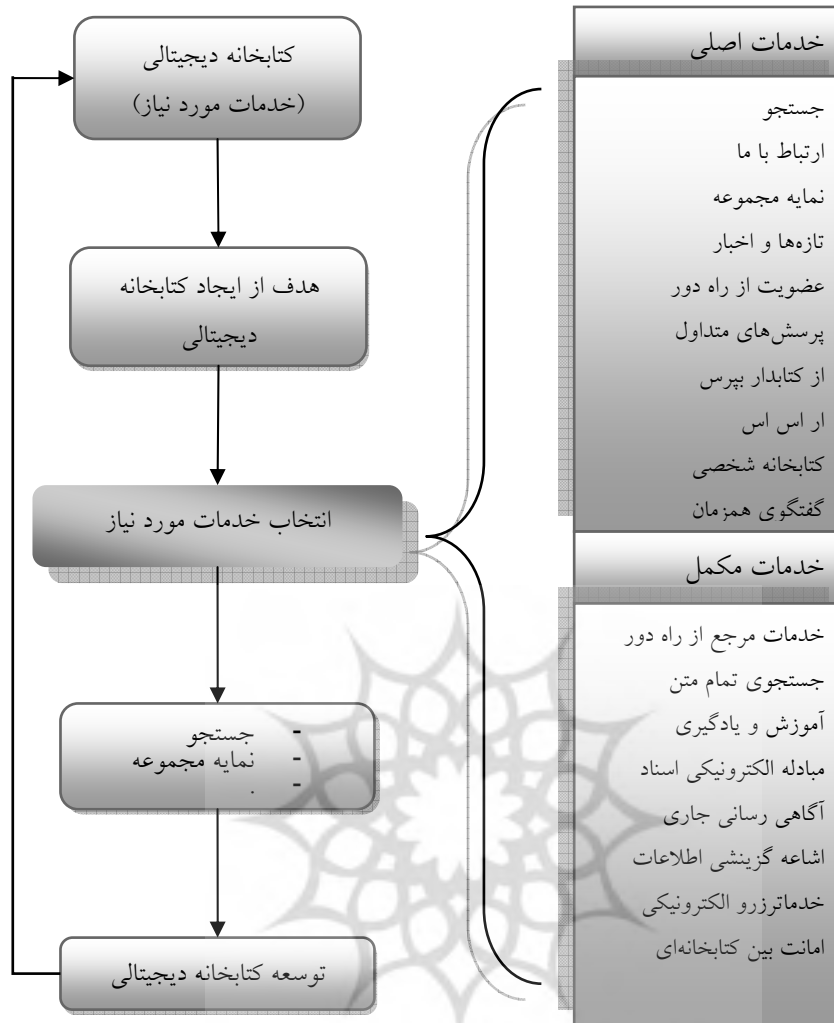 کتابخانه دیجیتالی
(خدمات مورد نیاز)
هدف از ایجاد کتابخانه
دیجیتالی
انتخاب خدمات مورد نیاز
- جستجو
- نمایه مجموعه
- .
توسعه کتابخانه دیجیتالی
خدمات اصلی
جستجو
ارتباط با ما
نمایه مجموعه
تازه‌ها و اخبار
عضویت از راه دور
پرسش‌های متداول
از کتابدار بپرس
ار اس اس
کتابخانه شخصی
گفتگوی همزمان
خدمات مکمل
خدمات مرجع از راه دور
جستجوی تمام متن
آموزش و یادگیری
مبادله الکترونیکی اسناد
آگاهی رسانی جاری
اشاعه گزینشی اطلاعات
خدماترزرو الکترونیکی
امانت بین کتابخانه‌ای